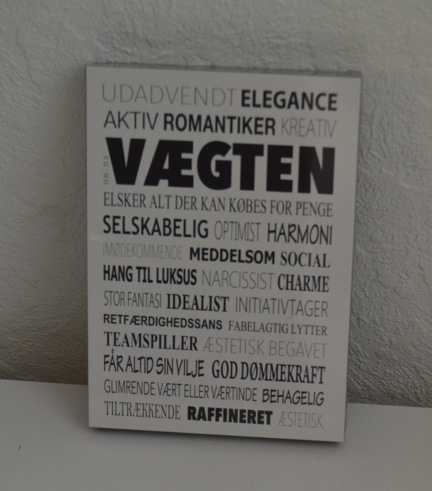 UDADVENDT ELEGANCE
AKTIV ROMANTIKER KREATIV
VÆGTEN
ELSKER ALT DER KAN KØBES FOR PENGE
SELSKABELIG OPTIMIST HARMONI
IMØDEKOMMENDE MEDDELSOM SOCIAL
HANG TIL LUKSUS NARCISSIST CHARME
STOR FANTASI IDEALIST INITIATIVTAGER
RETFÆRDIGHEDSSANS FABELAGTIG LYTTER
TEAMSPILLER ÆSTETISK BEGAVET
FÅR ALTID SIN VILJE GOD DØMMEKRAFT
GLIMRENDE VÆRT ELLER VÆRTINDE BEHAGELIG
TILTRÆKKENDE RAFFINERET ÆSTETISK